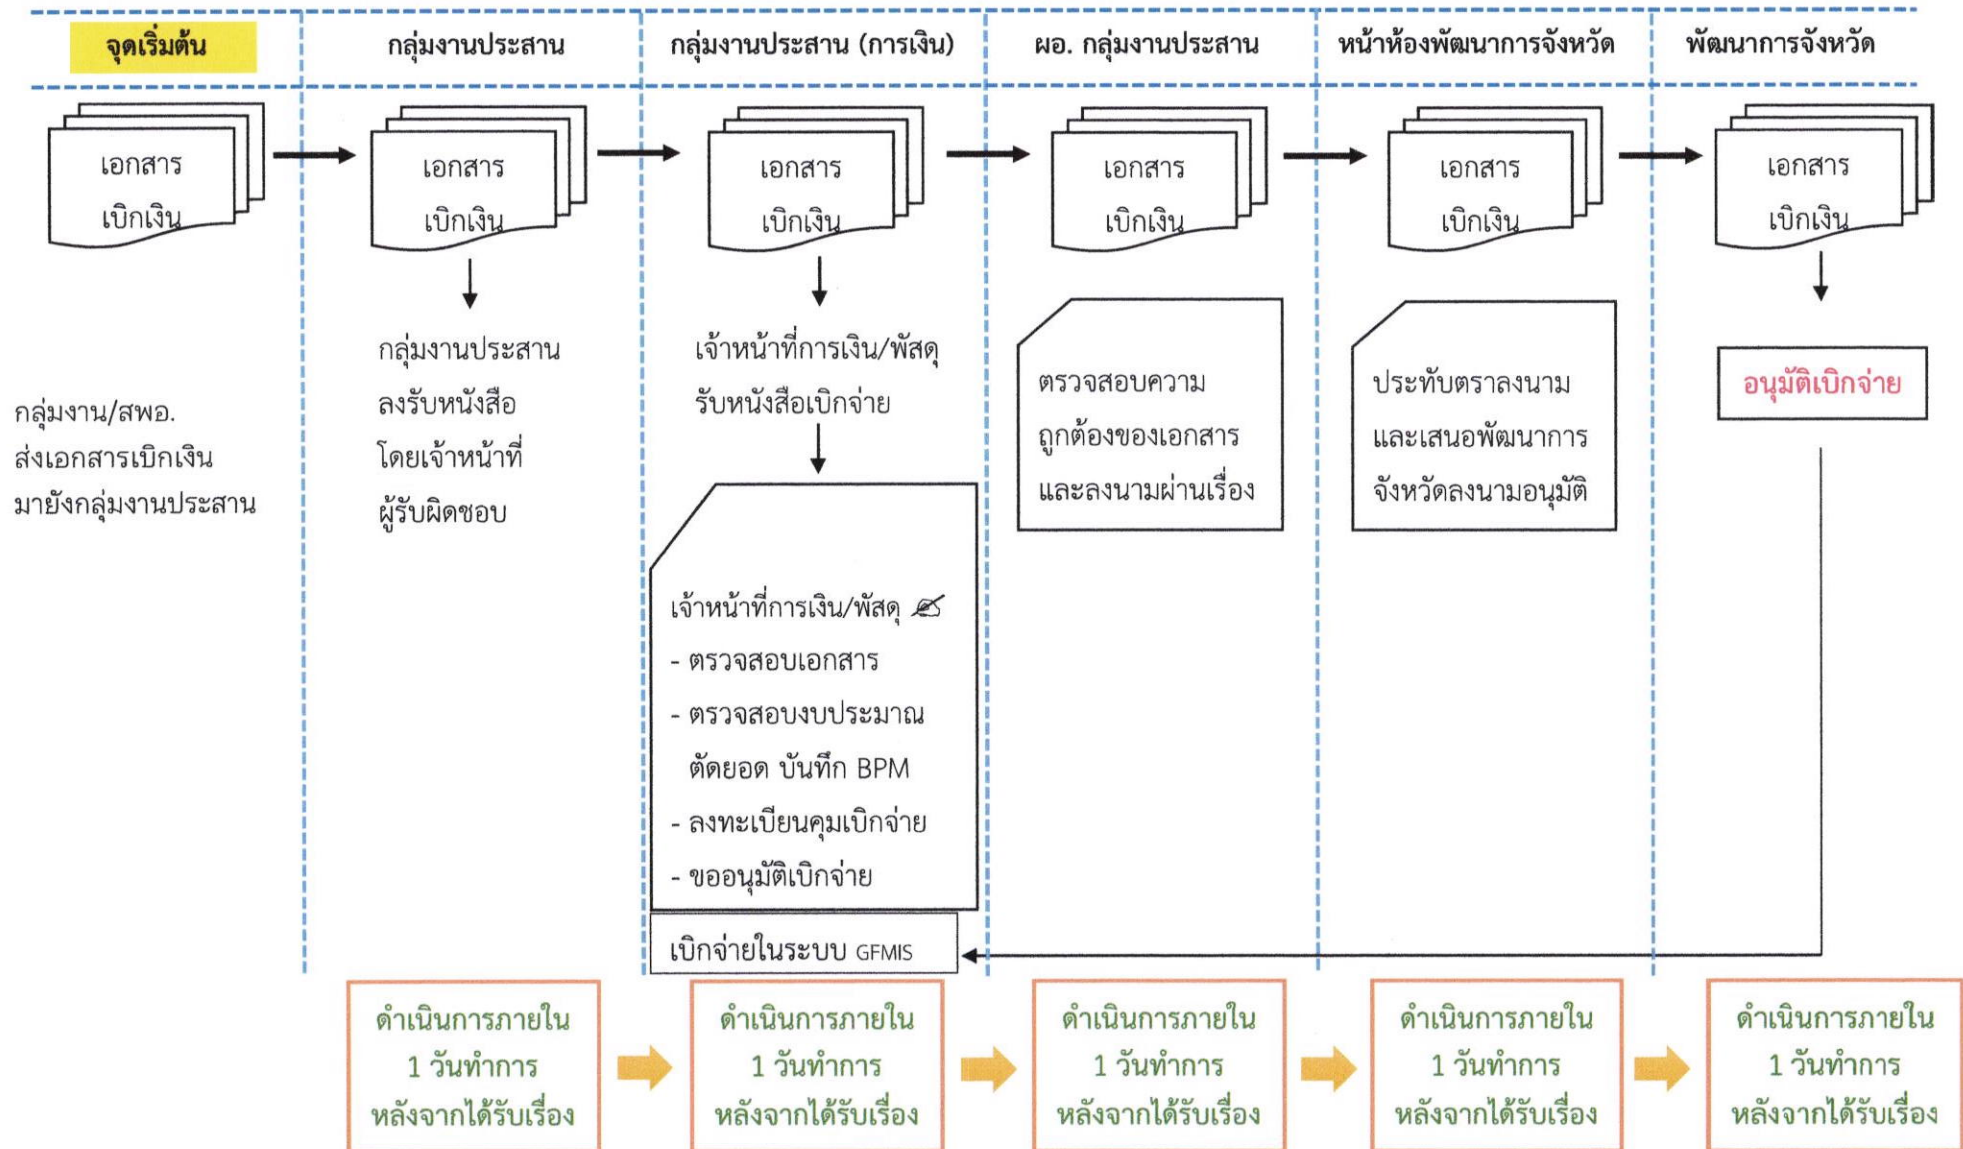 จุดเริ่มต้น
กลุ่มงานประสาน
กลุ่มงานประสาน (การเงิน)
ผอ. กลุ่มงานประสาน
หน้าห้องพัฒนาการจังหวัด
พัฒนาการจังหวัด
เอกสาร
เบิกเงิน
เอกสาร
เบิกเงิน
เอกสาร
เบิกเงิน
เอกสาร
เบิกเงิน
เอกสาร
เบิกเงิน
เอกสาร
เบิกเงิน
กลุ่มงาน/สพอ.
ส่งเอกสารเบิกเงิน
มายังกลุ่มงานประสาน
กลุ่มงานประสาน
ลงรับหนังสือ
โดยเจ้าหน้าที่
ผู้รับผิดชอบ
เจ้าหน้าที่การเงิน/พัสดุ
รับหนังสือเบิกจ่าย
เจ้าหน้าที่การเงิน/พัสดุ
- ตรวจสอบเอกสาร
- ตรวจสอบงบประมาณ
ตัดยอด บันทึก BPM
- ลงทะเบียนคุมเบิกจ่าย
- ขออนุมัติเบิกจ่าย
เบิกจ่ายในระบบ GFMIS
ตรวจสอบความ
ถูกต้องของเอกสาร
และลงนามผ่านเรื่อง
ประทับตราลงนาม
และเสนอพัฒนาการ
จังหวัดลงนามอนุมัติ
อนุมัติเบิกจ่าย
ดำเนินการภายใน
1 วันทำการ
หลังจากได้รับเรื่อง
ดำเนินการภายใน
1 วันทำการ
หลังจากได้รับเรื่อง
ดำเนินการภายใน
1 วันทำการ
หลังจากได้รับเรื่อง
ดำเนินการภายใน
1 วันทำการ
หลังจากได้รับเรื่อง
ดำเนินการภายใน
1 วันทำการ
หลังจากได้รับเรื่อง